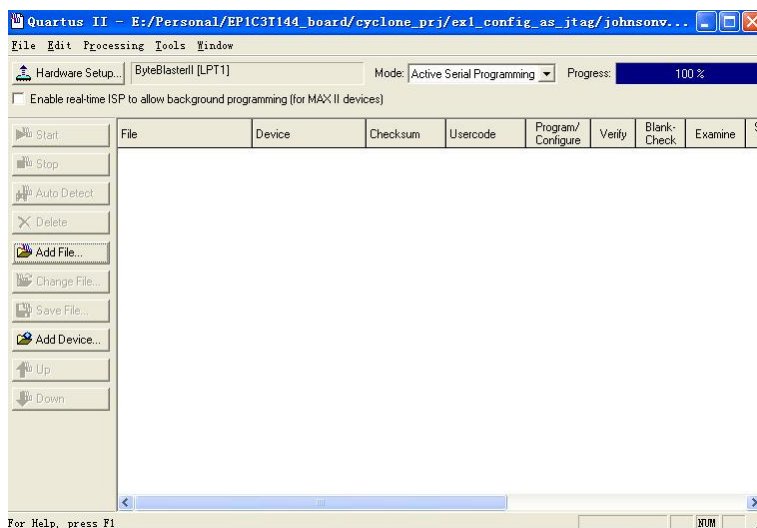 Quartus II - E:/Personal/EP1C3T144_board/cyclone_prj/ex1_config_as_jtag/johnsonv...
File Edit Processing Tools Window
Hardware Setup... ByteBlasterII [LPT1] Mode: Active Serial Programming Progress: 100 %
Enable real-time ISP to allow background programming (for MAX II devices)
File Device Checksum Usercode Program/ Configure Verify Blank- Check Examine
Start
Stop
Auto Detect
Delete
Add File...
Change File...
Save File...
Add Device...
Up
Down
For Help, press F1 NUM